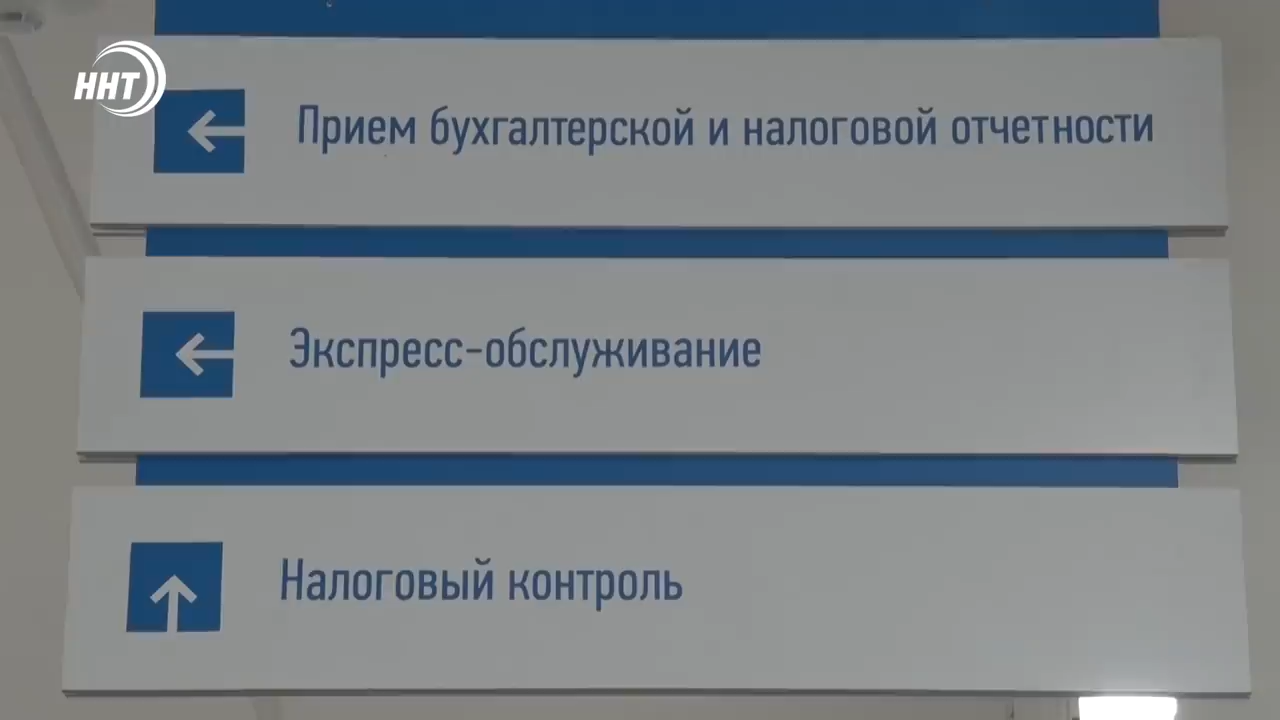 ННТ
Прием бухгалтерской и налоговой отчетности
Экспресс-обслуживание
Налоговый контроль